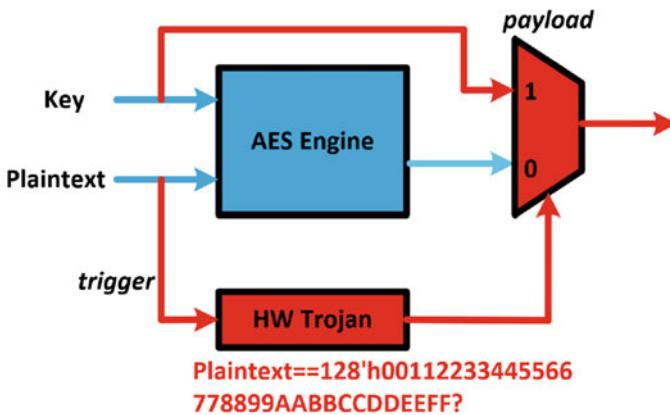 payload
Key
1
AES Engine
0
Plaintext
trigger
HW Trojan
Plaintext==128'h00112233445566
778899AABBCCDDEEFF?